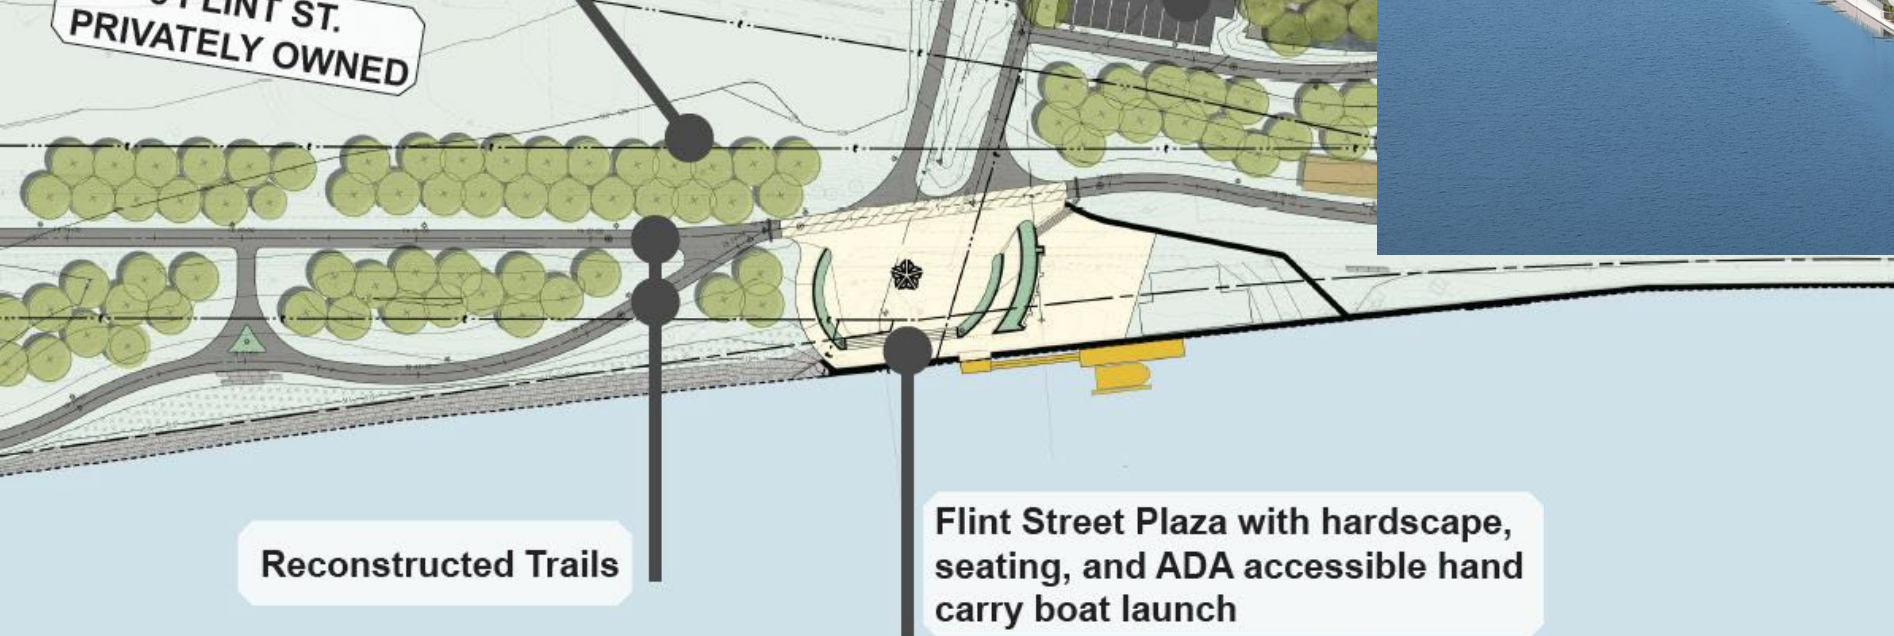 FLINT ST.
PRIVATELY OWNED
Reconstructed Trails
Flint Street Plaza with hardscape,
seating, and ADA accessible hand
carry boat launch